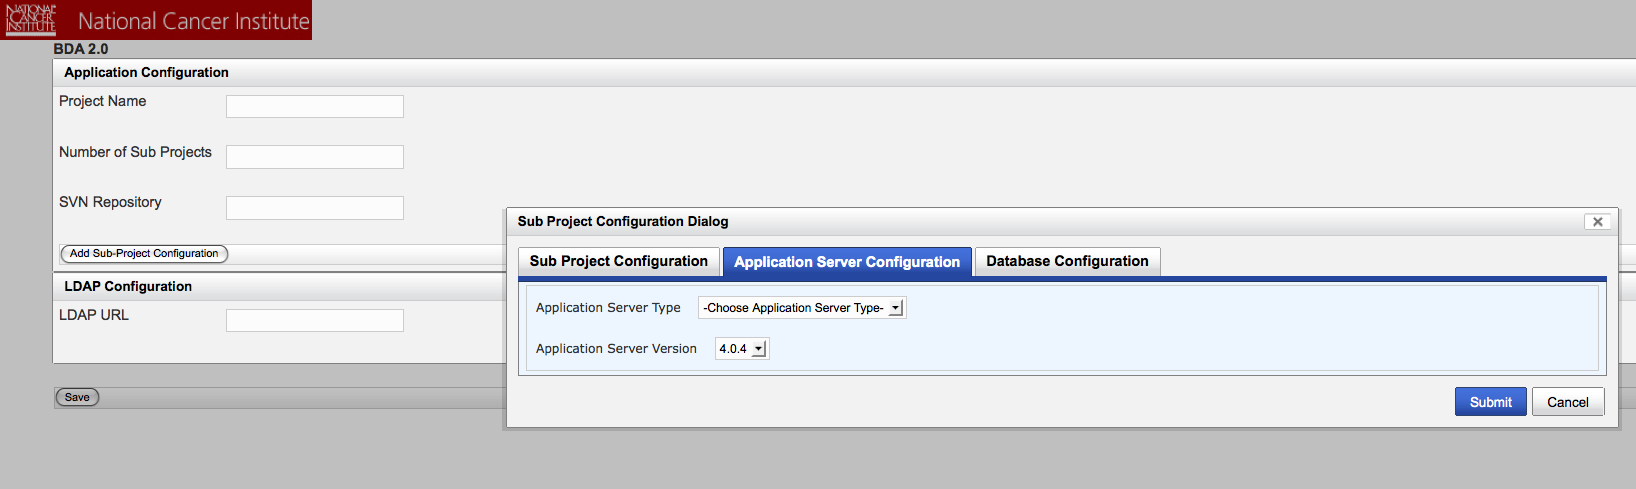 NATIONAL
CANCER
INSTITUTE
National Cancer Institute
BDA 2.0
Application Configuration
Project Name
Number of Sub Projects
SVN Repository
Add Sub-Project Configuration
LDAP Configuration
LDAP URL
Save
Sub Project Configuration Dialog
Sub Project Configuration Application Server Configuration Database Configuration
Application Server Type -Choose Application Server Type-
Application Server Version 4.0.4
Submit Cancel